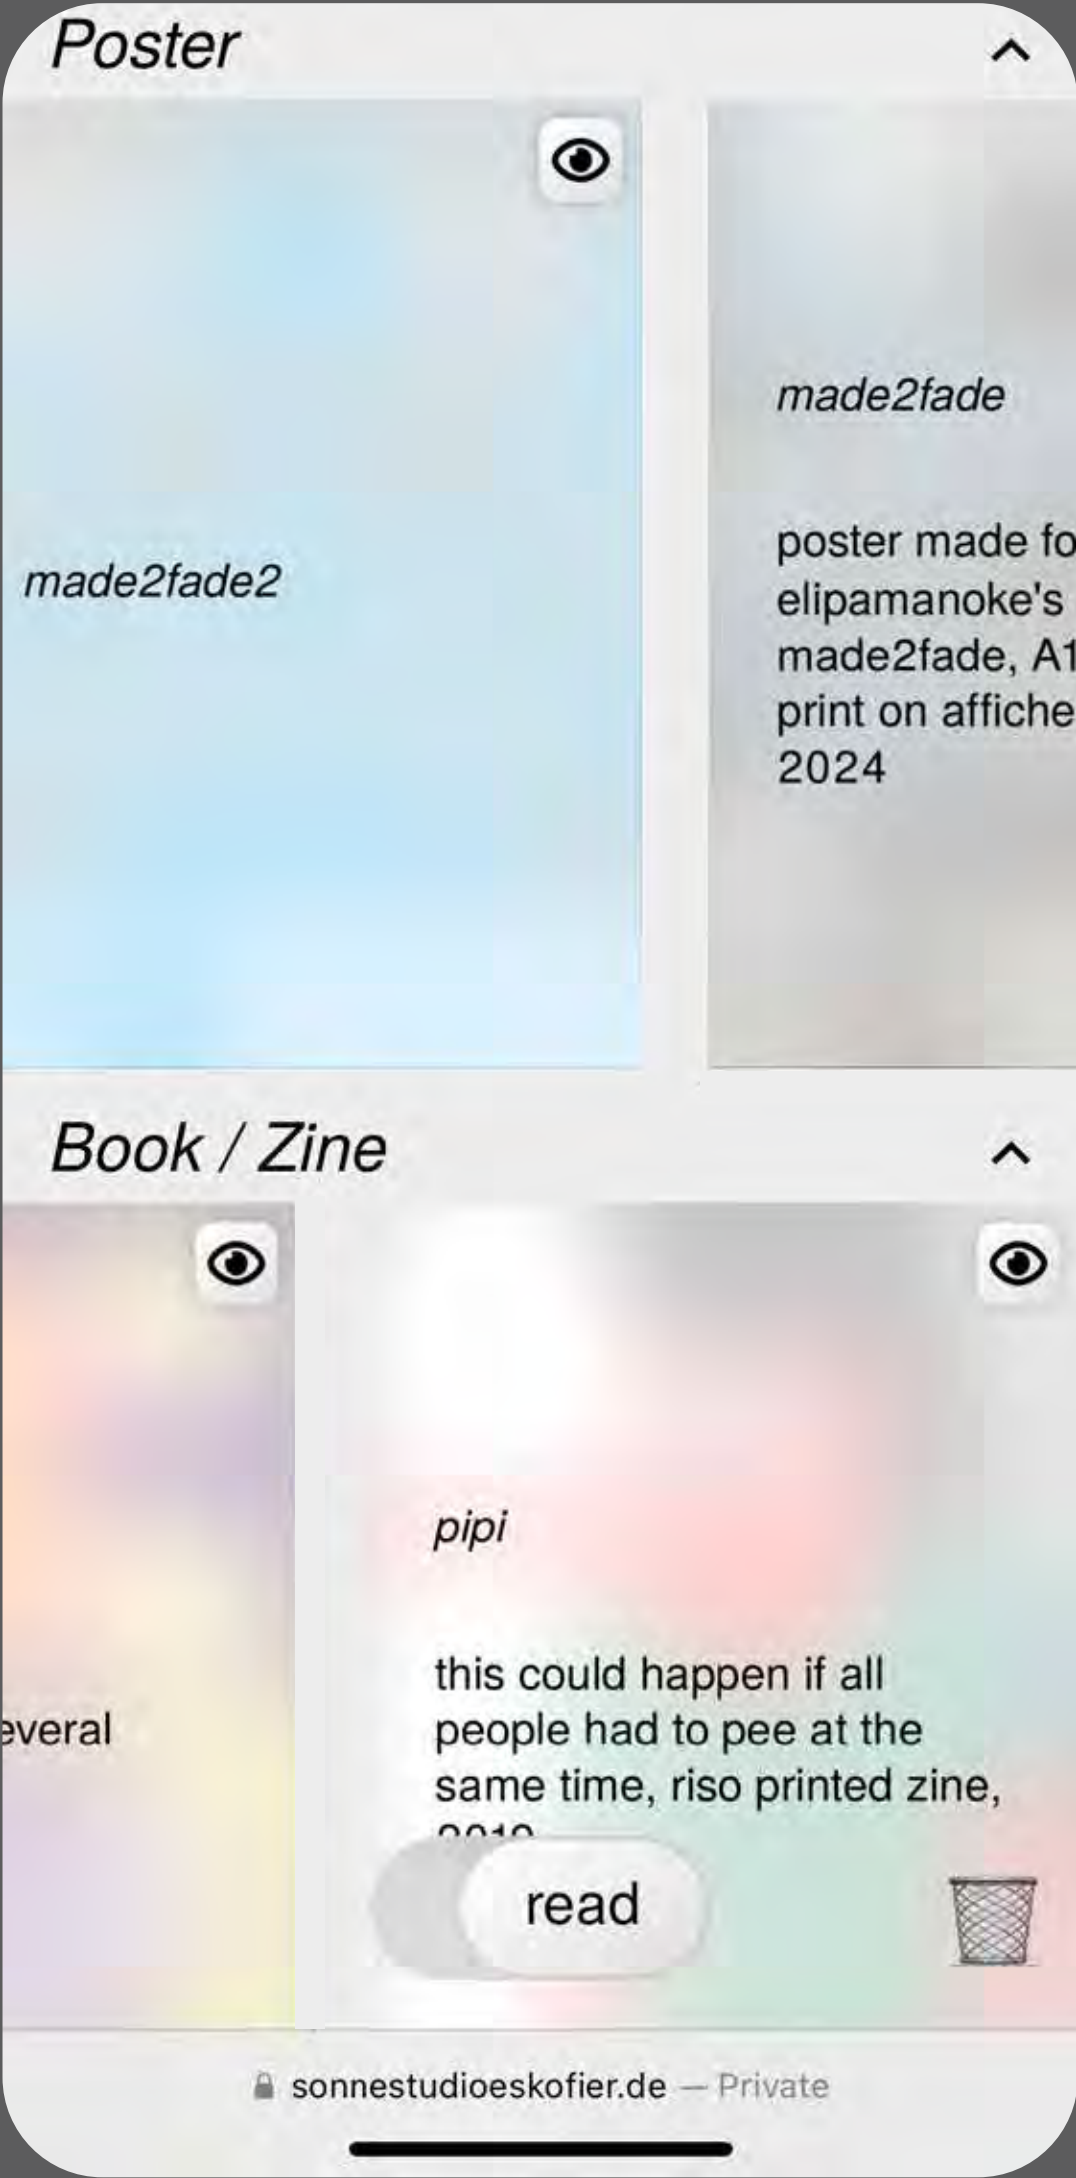 Poster
made2fade2
made2fade
poster made fo
elipamanoke's
made2fade, A1
print on affiche
2024
Book / Zine
everal
pipi
this could happen if all
people had to pee at the
same time, riso printed zine,
2019
read
sonnestudioeskofier.de — Private